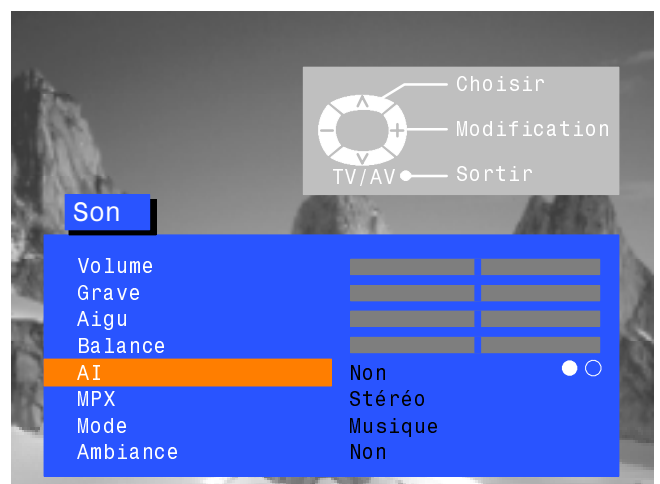 Choisir
Modification
TV/AV Sortir
Son
Volume
Grave
Aigu
Balance
AI Non
MPX Stéréo
Mode Musique
Ambiance Non